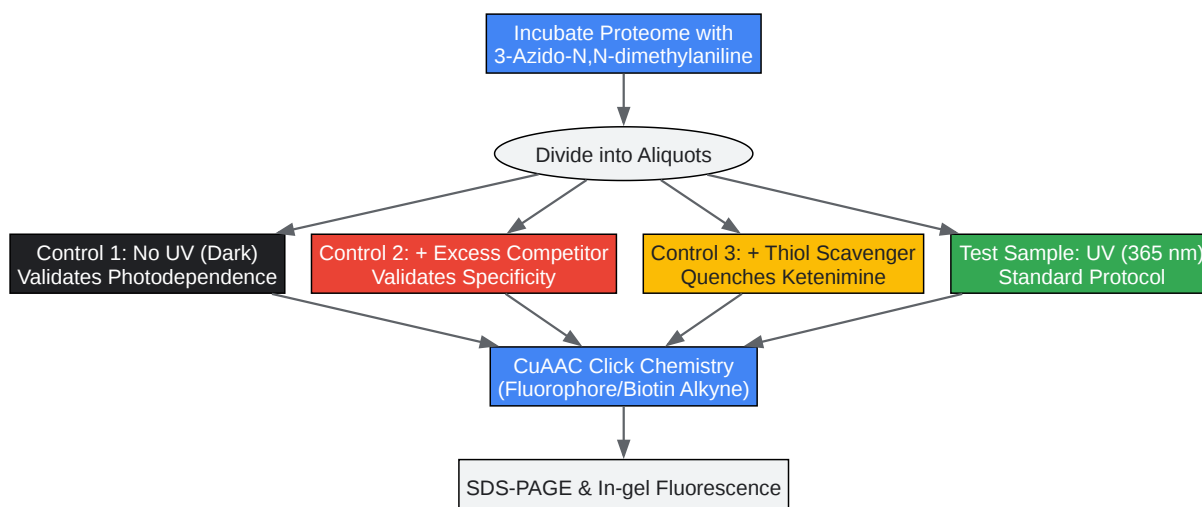 Incubate Proteome with
3-Azido-N,N-dimethylaniline
Divide into Aliquots
Control 1: No UV (Dark)
Validates Photodependence
Control 2: + Excess Competitor
Validates Specificity
Control 3: + Thiol Scavenger
Quenches Ketenimine
Test Sample: UV (365 nm)
Standard Protocol
CuAAC Click Chemistry
(Fluorophore/Biotin Alkyne)
SDS-PAGE & In-gel Fluorescence